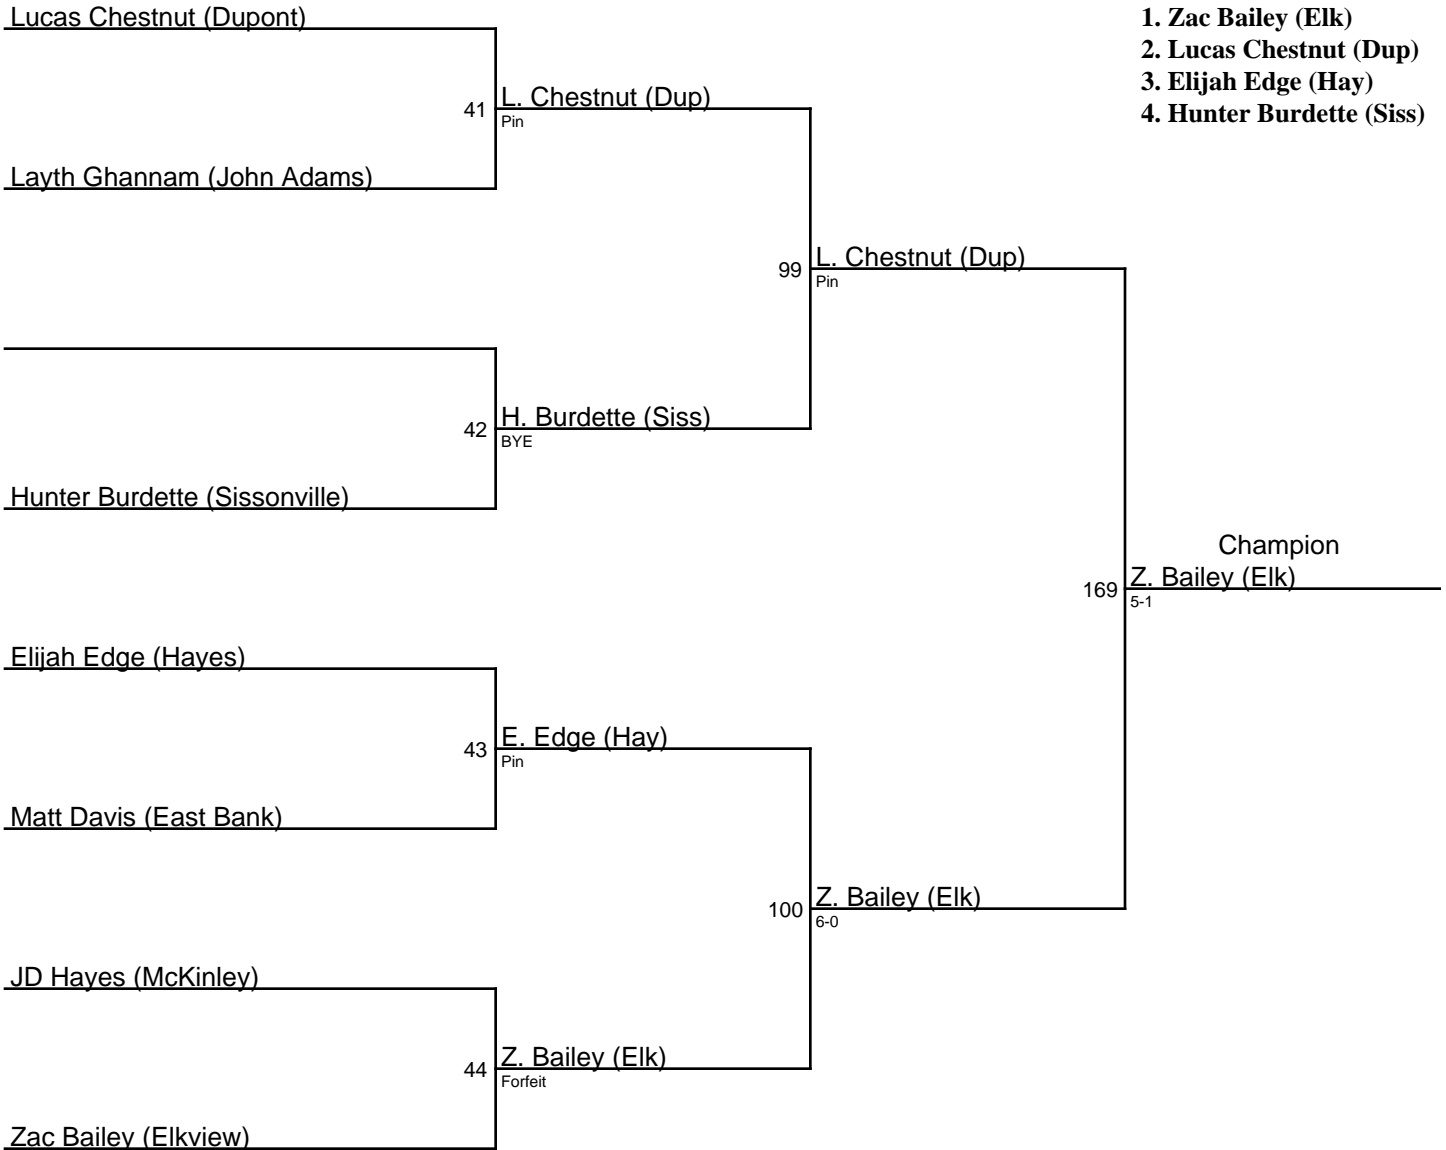 Lucas Chestnut (Dupont)
1. Zac Bailey (Elk)
2. Lucas Chestnut (Dup)
3. Elijah Edge (Hay)
4. Hunter Burdette (Siss)
41
L. Chestnut (Dup)
Pin
Layth Ghannam (John Adams)
99
L. Chestnut (Dup)
Pin
42
H. Burdette (Siss)
BYE
Hunter Burdette (Sissonville)
Champion
169
Z. Bailey (Elk)
5-1
Elijah Edge (Hayes)
43
E. Edge (Hay)
Pin
Matt Davis (East Bank)
100
Z. Bailey (Elk)
6-0
JD Hayes (McKinley)
44
Z. Bailey (Elk)
Forfeit
Zac Bailey (Elkview)